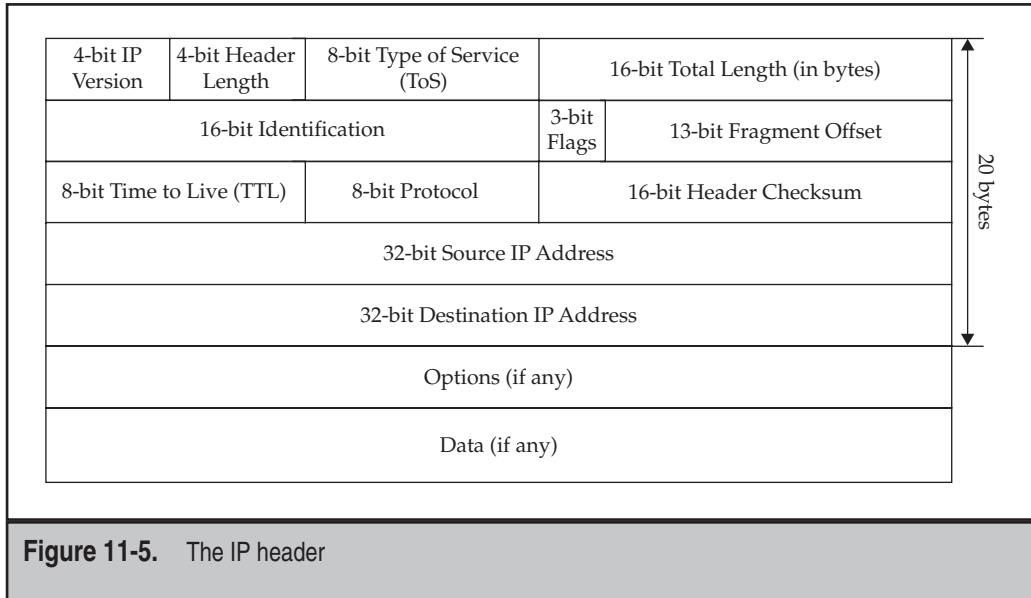 4-bit IP
Version
4-bit Header
Length
8-bit Type of Service
(ToS)
16-bit Total Length (in bytes)
16-bit Identification
3-bit
Flags
13-bit Fragment Offset
8-bit Time to Live (TTL)
8-bit Protocol
16-bit Header Checksum
20 bytes
32-bit Source IP Address
32-bit Destination IP Address
Options (if any)
Data (if any)
Figure 11-5. The IP header